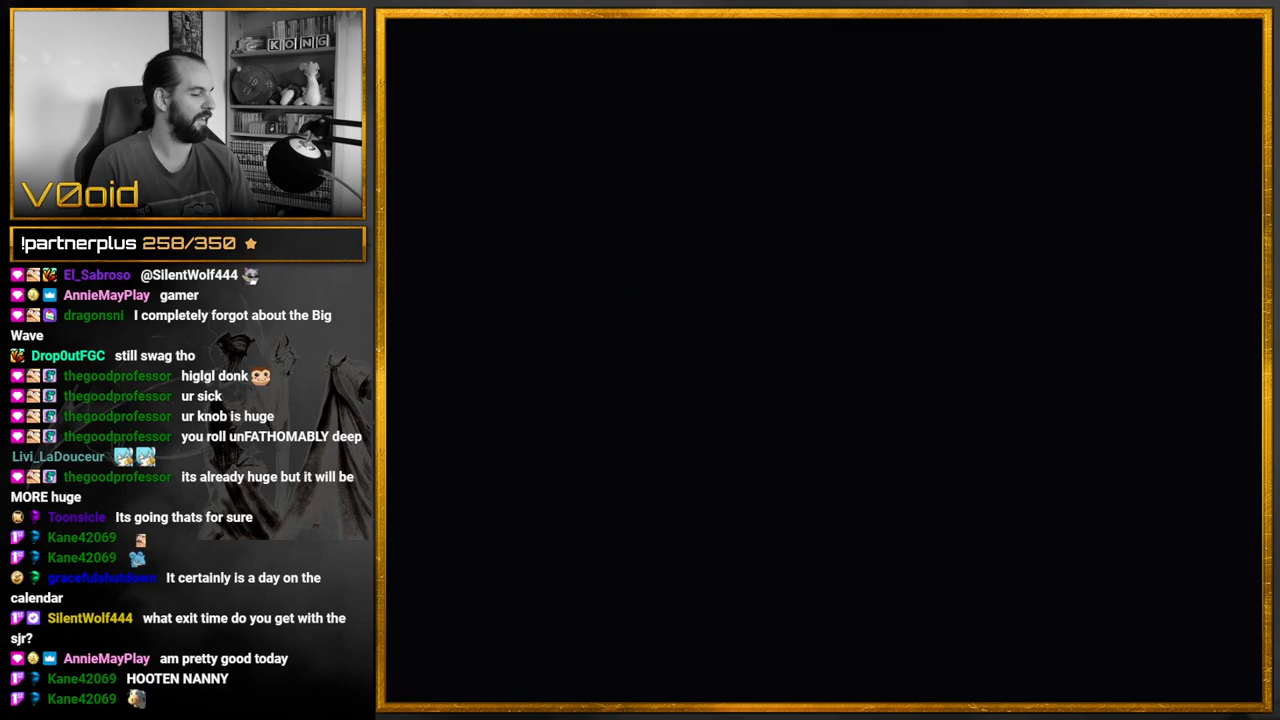 KONG
V0oid
!partnerplus 258/350
El_Sabroso @SilentWolf444
AnnieMayPlay gamer
dragonsni I completely forgot about the Big
Wave
Drop0utFGC still swag tho
thegoodprofessor higlgl donk
thegoodprofessor ur sick
thegoodprofessor ur knob is huge
thegoodprofessor you roll unFATHOMABLY deep
Livi_LaDouceur
thegoodprofessor its already huge but it will be
MORE huge
Toonsicle Its going thats for sure
Kane42069
Kane42069
gracefulshutdown It certainly is a day on the
calendar
SilentWolf444 what exit time do you get with the
sjr?
AnnieMayPlay am pretty good today
Kane42069 HOOTEN NANNY
Kane42069